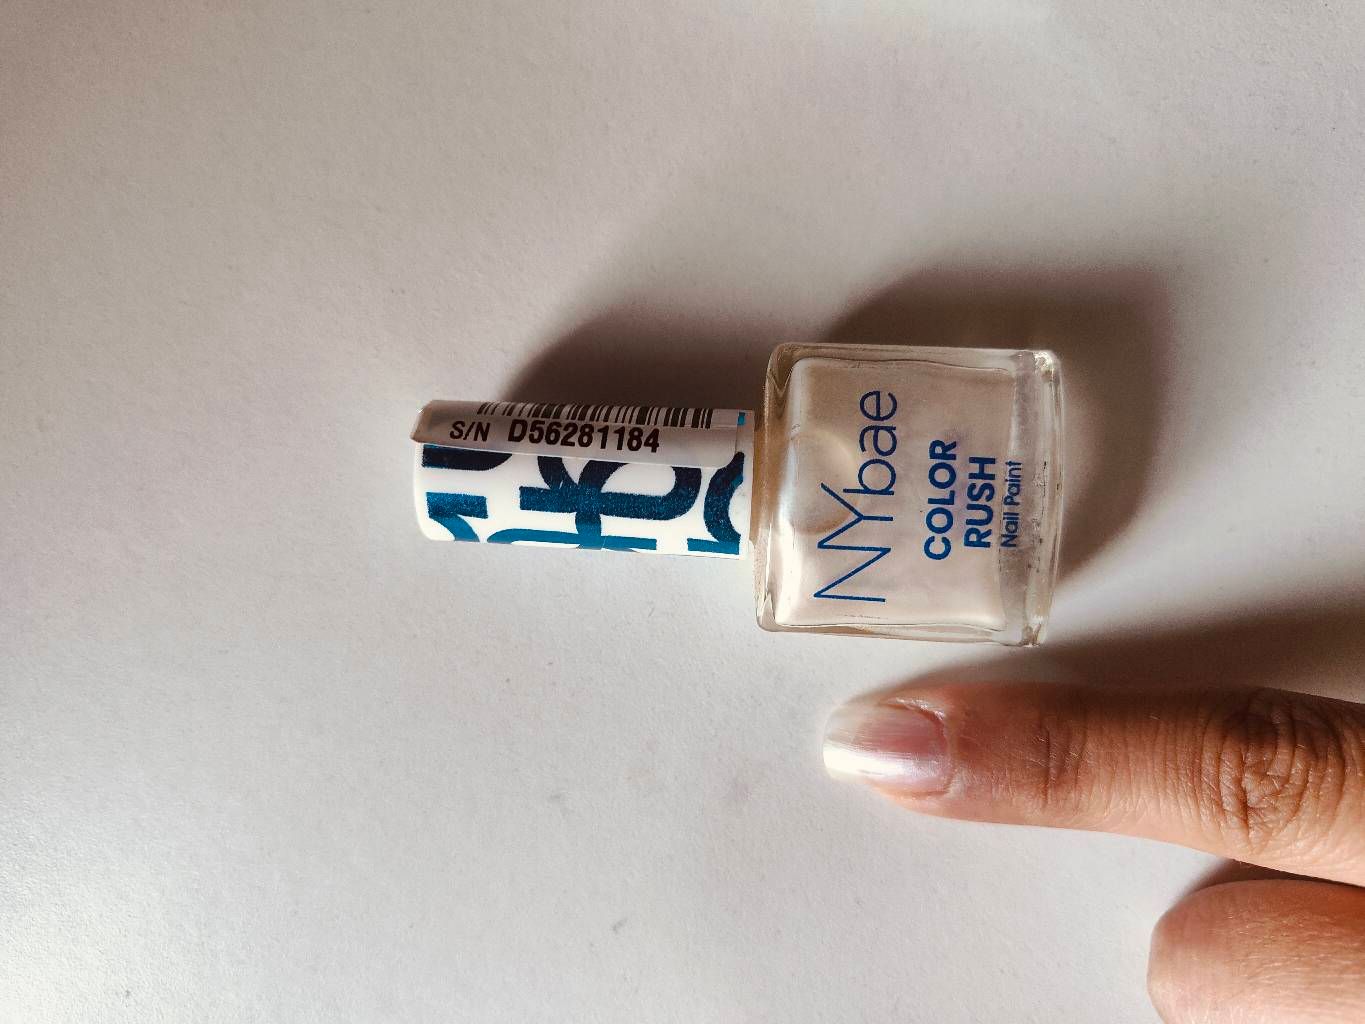 S/N D56281184
NYbae
COLOR
RUSH
Nail Paint